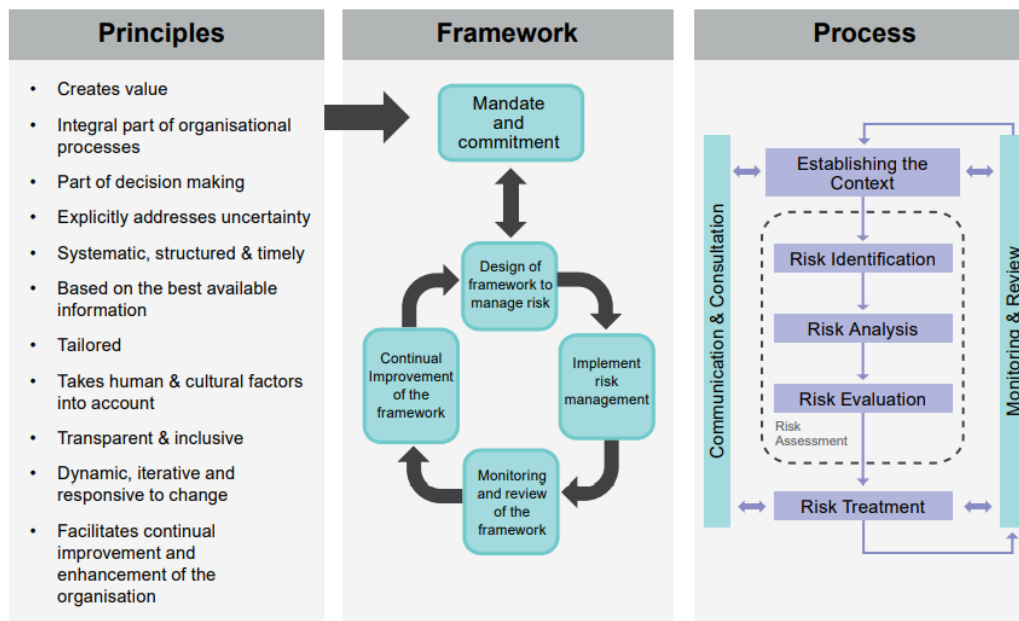 Principles
• Creates value
• Integral part of organisational
processes
• Part of decision making
• Explicitly addresses uncertainty
• Systematic, structured & timely
• Based on the best available
information
• Tailored
• Takes human & cultural factors
into account
• Transparent & inclusive
• Dynamic, iterative and
responsive to change
• Facilitates continual
improvement and
enhancement of the
organisation
Framework
Mandate
and
commitment
Design of
framework to
manage risk
Implement
risk
management
Monitoring
and review
of the
framework
Continual
Improvement
of the
framework
Process
Communication & Consultation
Establishing the
Context
Risk Identification
Risk Analysis
Risk Evaluation
Risk
Assessment
Risk Treatment
Monitoring & Review